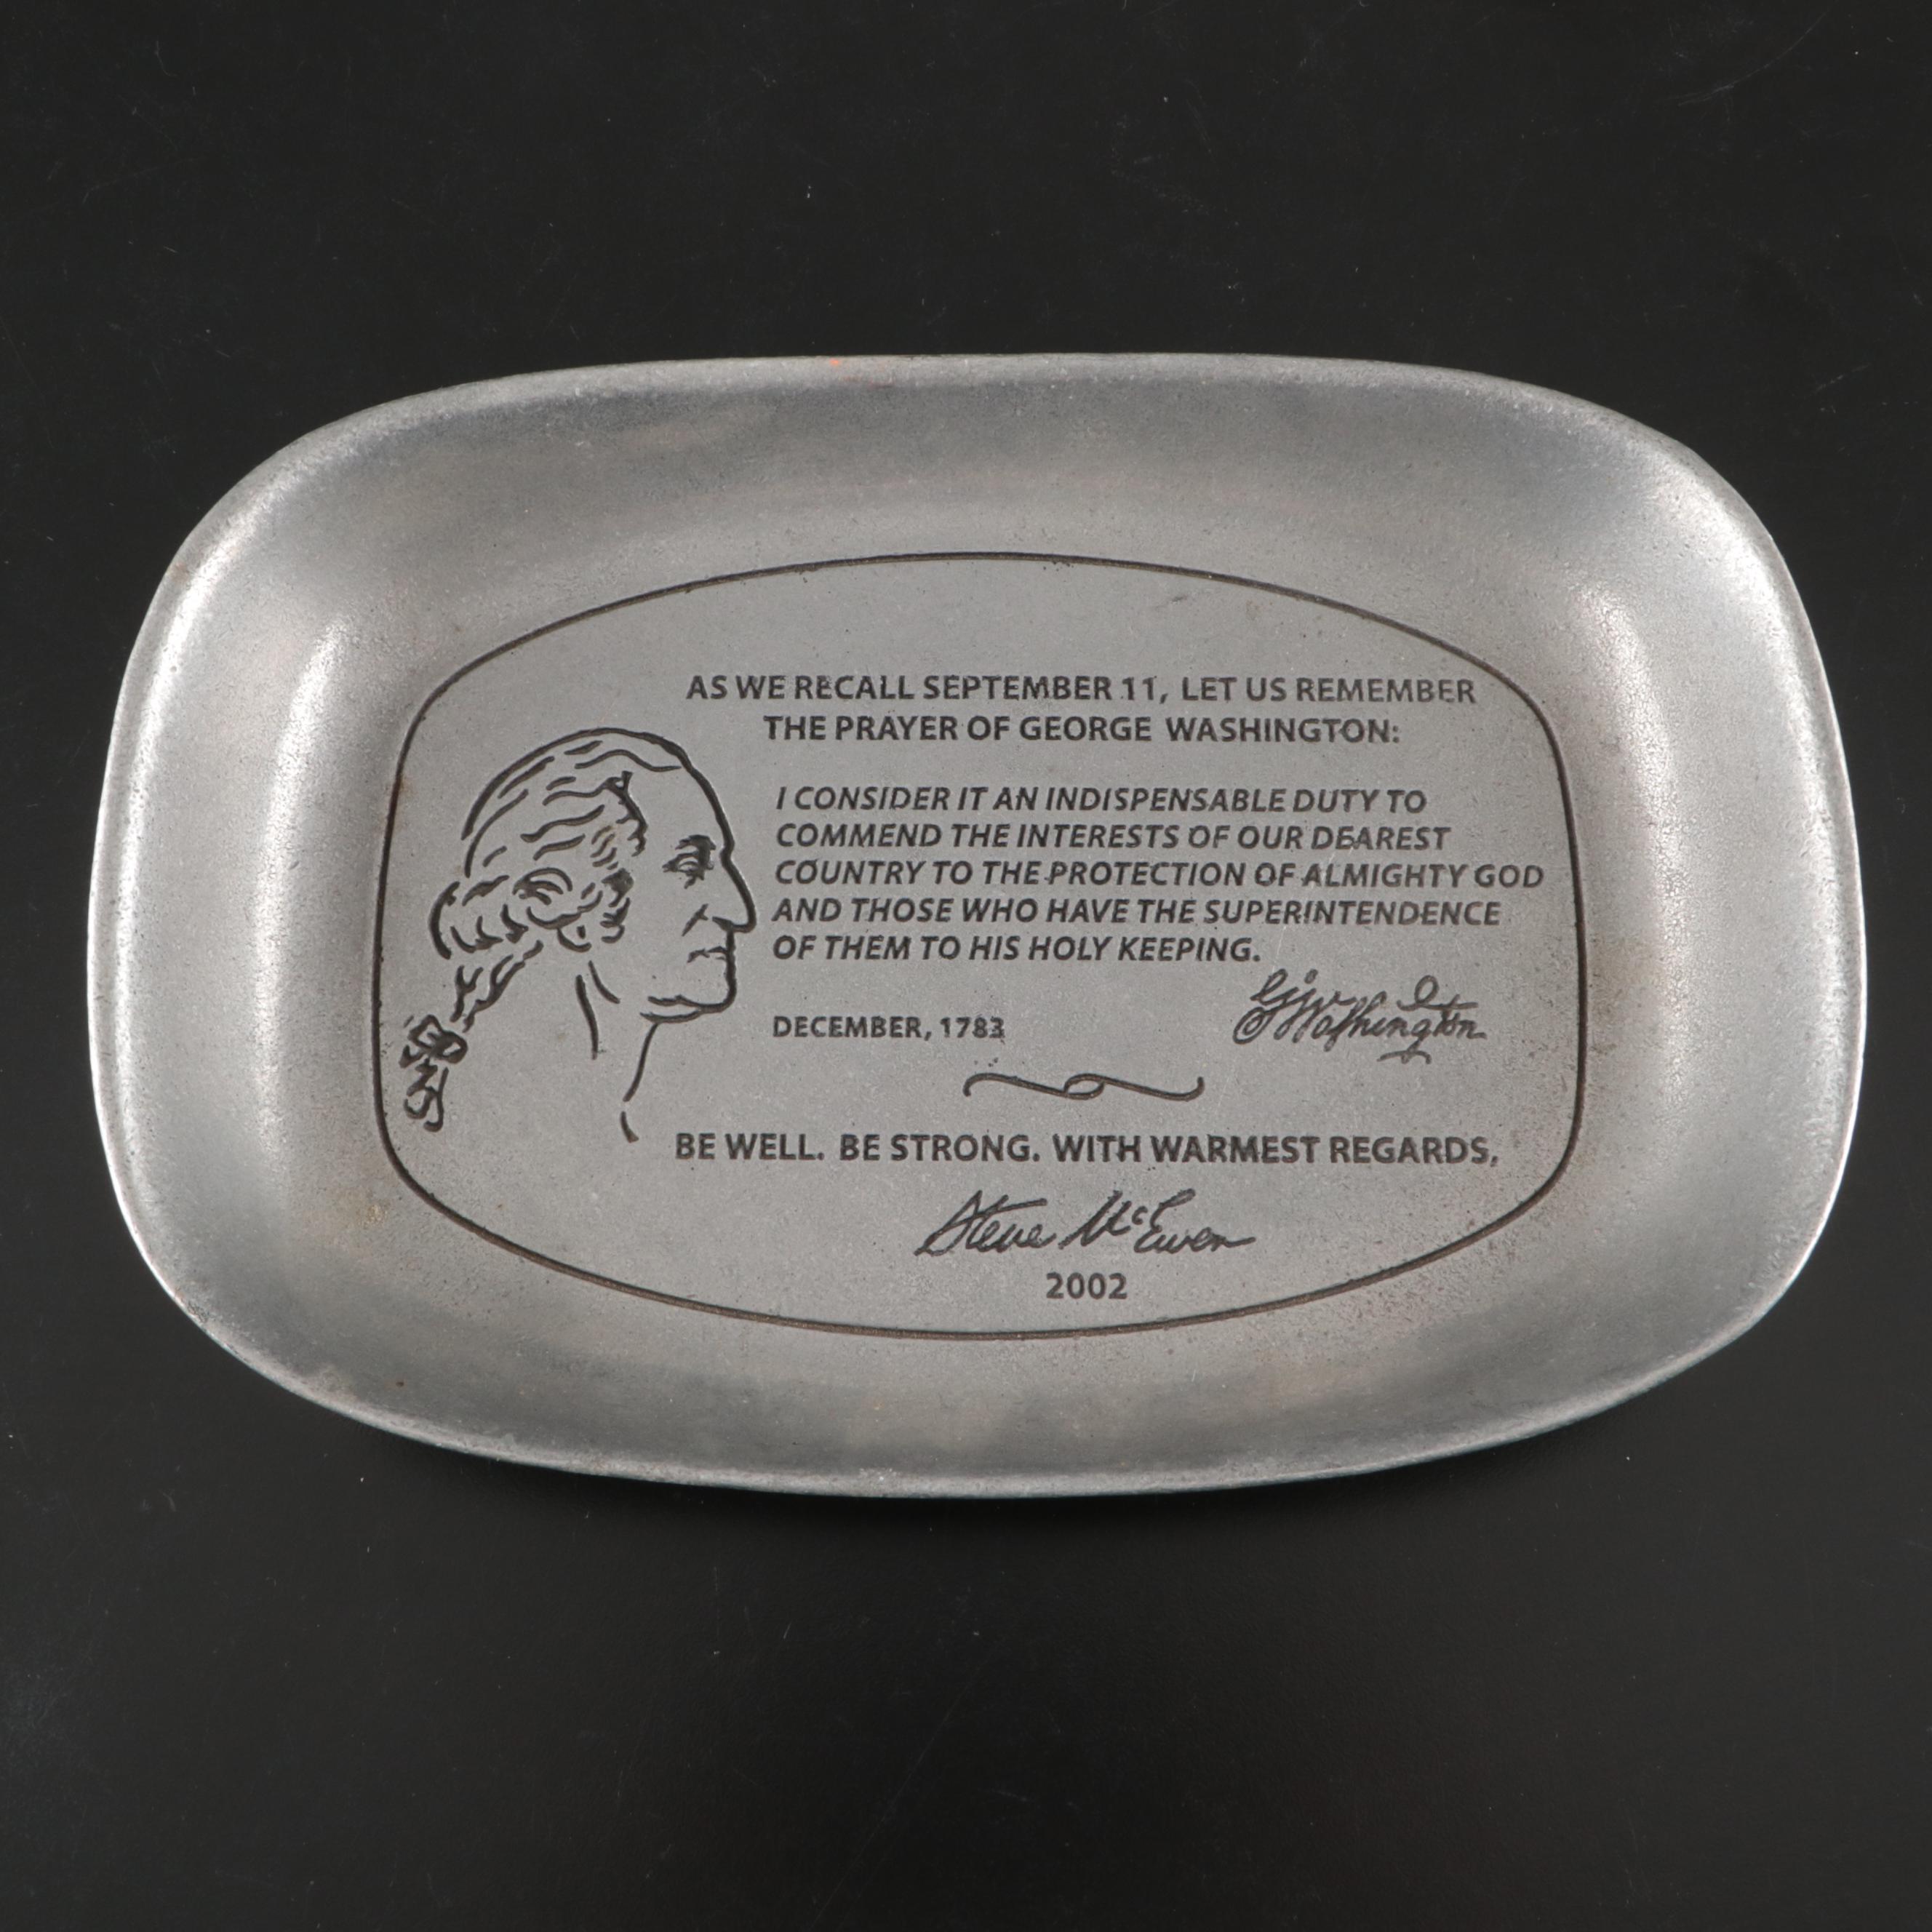 AS WE RECALL SEPTEMBER 11, LET US REMEMBER
THE PRAYER OF GEORGE WASHINGTON:
I CONSIDER IT AN INDISPENSABLE DUTY TO
COMMEND THE INTERESTS OF OUR DEAREST
COUNTRY TO THE PROTECTION OF ALMIGHTY GOD
AND THOSE WHO HAVE THE SUPERINTENDENCE
OF THEM TO HIS HOLY KEEPING.
G Washington
DECEMBER, 1783
BE WELL. BE STRONG. WITH WARMEST REGARDS,
Steve McEwen
2002